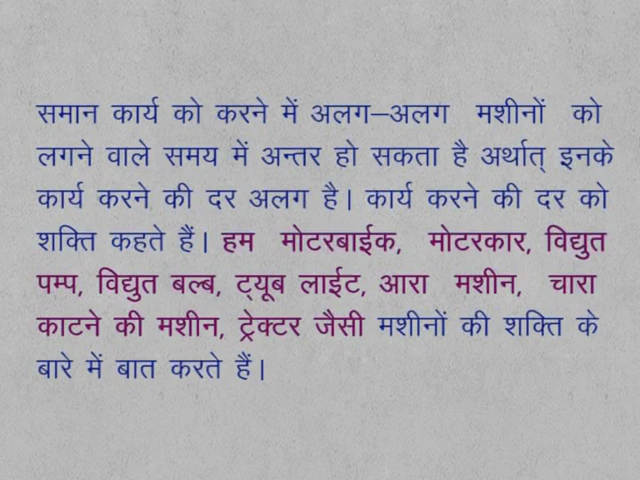 समान कार्य को करने में अलग–अलग मशीनों को
लगने वाले समय में अन्तर हो सकता है अर्थात् इनके
कार्य करने की दर अलग है। कार्य करने की दर को
शक्ति कहते हैं। हम मोटरबाईक, मोटरकार, विद्युत
पम्प, विद्युत बल्ब, ट्यूब लाईट, आरा मशीन, चारा
काटने की मशीन, ट्रेक्टर जैसी मशीनों की शक्ति के
बारे में बात करते हैं।